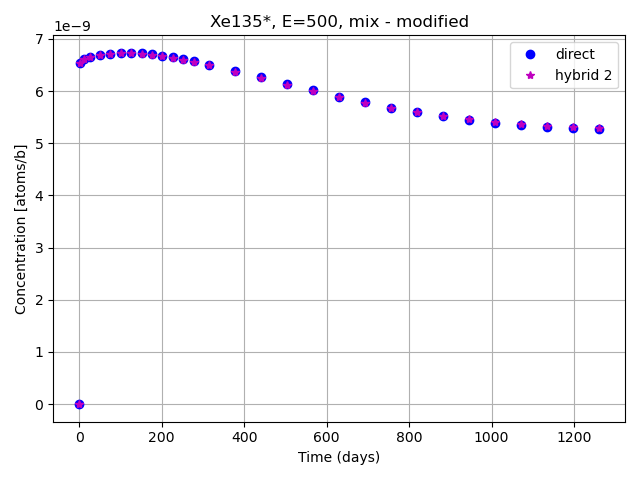 Xe135*, E=500, mix - modified
1e−9
7
6
5
4
3
2
1
0
Concentration [atoms/b]
direct
hybrid 2
0 200 400 600 800 1000 1200
Time (days)